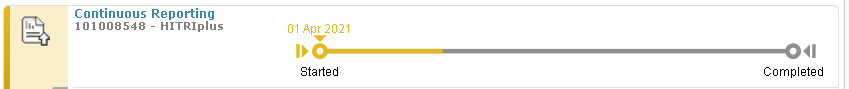 Continuous Reporting
101008548 - HITRIplus
01 Apr 2021
Started
Completed